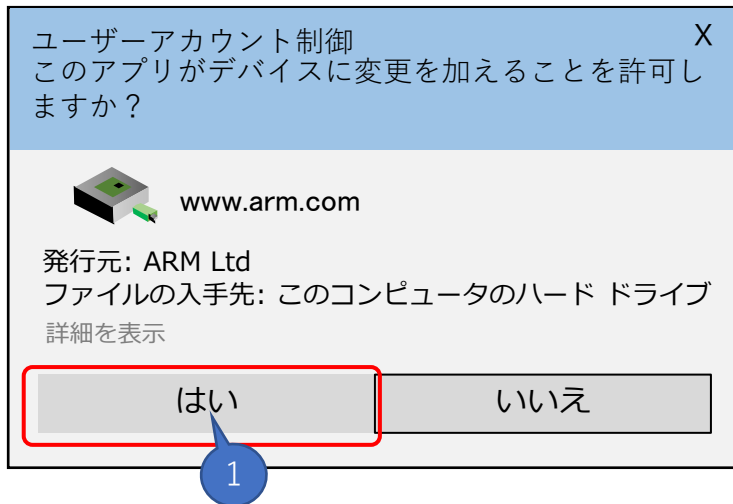 ユーザーアカウント制御
X
このアプリがデバイスに変更を加えることを許可し
ますか？
www.arm.com
発行元: ARM Ltd
ファイルの入手先: このコンピュータのハード ドライブ
詳細を表示
はい
いいえ
1